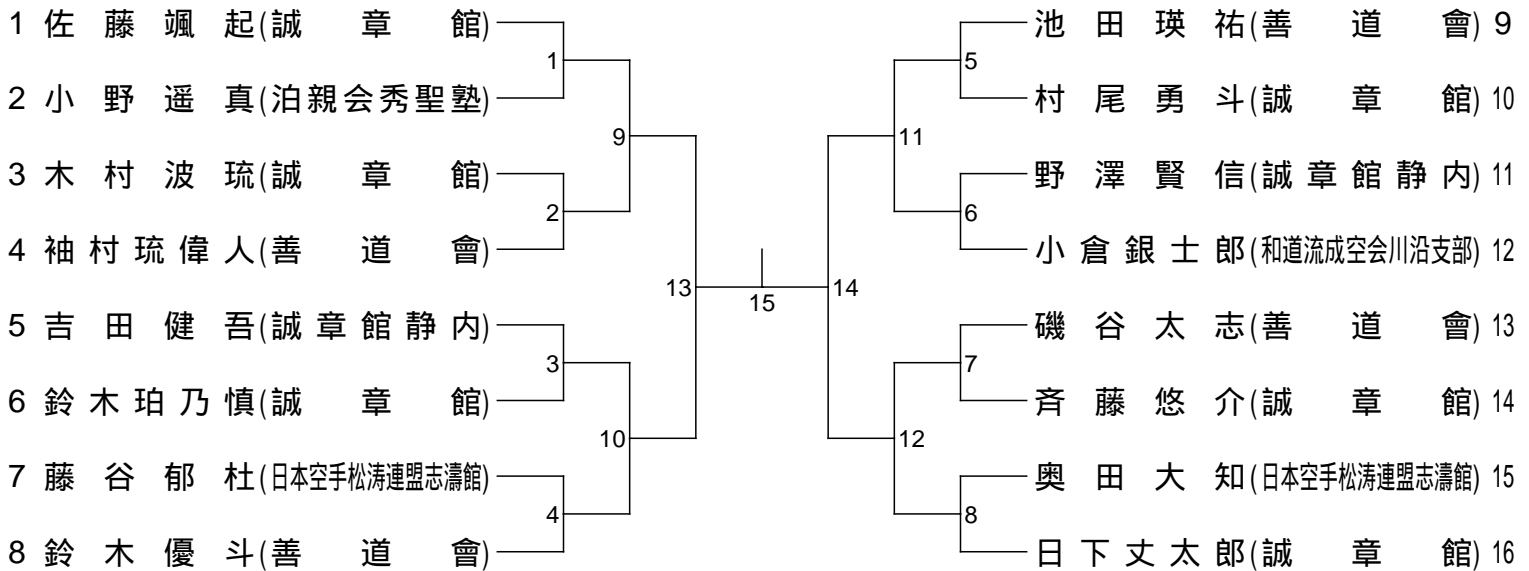 1 佐藤颯起(誠章館)
2 小野遥真(泊親会秀聖塾)
3 木村波琉(誠章館)
4 袖村琉偉人(善道會)
5 吉田健吾(誠章館静内)
6 鈴木珀乃慎(誠章館)
7 藤谷郁杜(日本空手松涛連盟志濤館)
8 鈴木優斗(善道會)
1
2
3
4
9
10
13
15
14
11
12
5
6
7
8
池田瑛祐(善道會) 9
村尾勇斗(誠章館) 10
野澤賢信(誠章館静内) 11
小倉銀士郎(和道流成空会川沿支部) 12
磯谷太志(善道會) 13
斉藤悠介(誠章館) 14
奥田大知(日本空手松涛連盟志濤館) 15
日下丈太郎(誠章館) 16